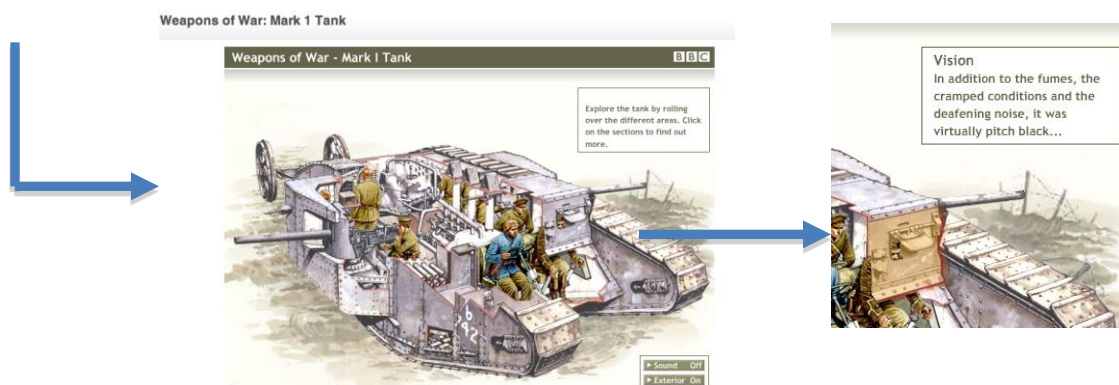 Weapons of War: Mark 1 Tank
Weapons of War - Mark I Tank
BBC
Explore the tank by rolling
over the different areas. Click
on the sections to find out
more.
b
742
Sound Off
Exterior On
Vision
In addition to the fumes, the
cramped conditions and the
deafening noise, it was
virtually pitch black...